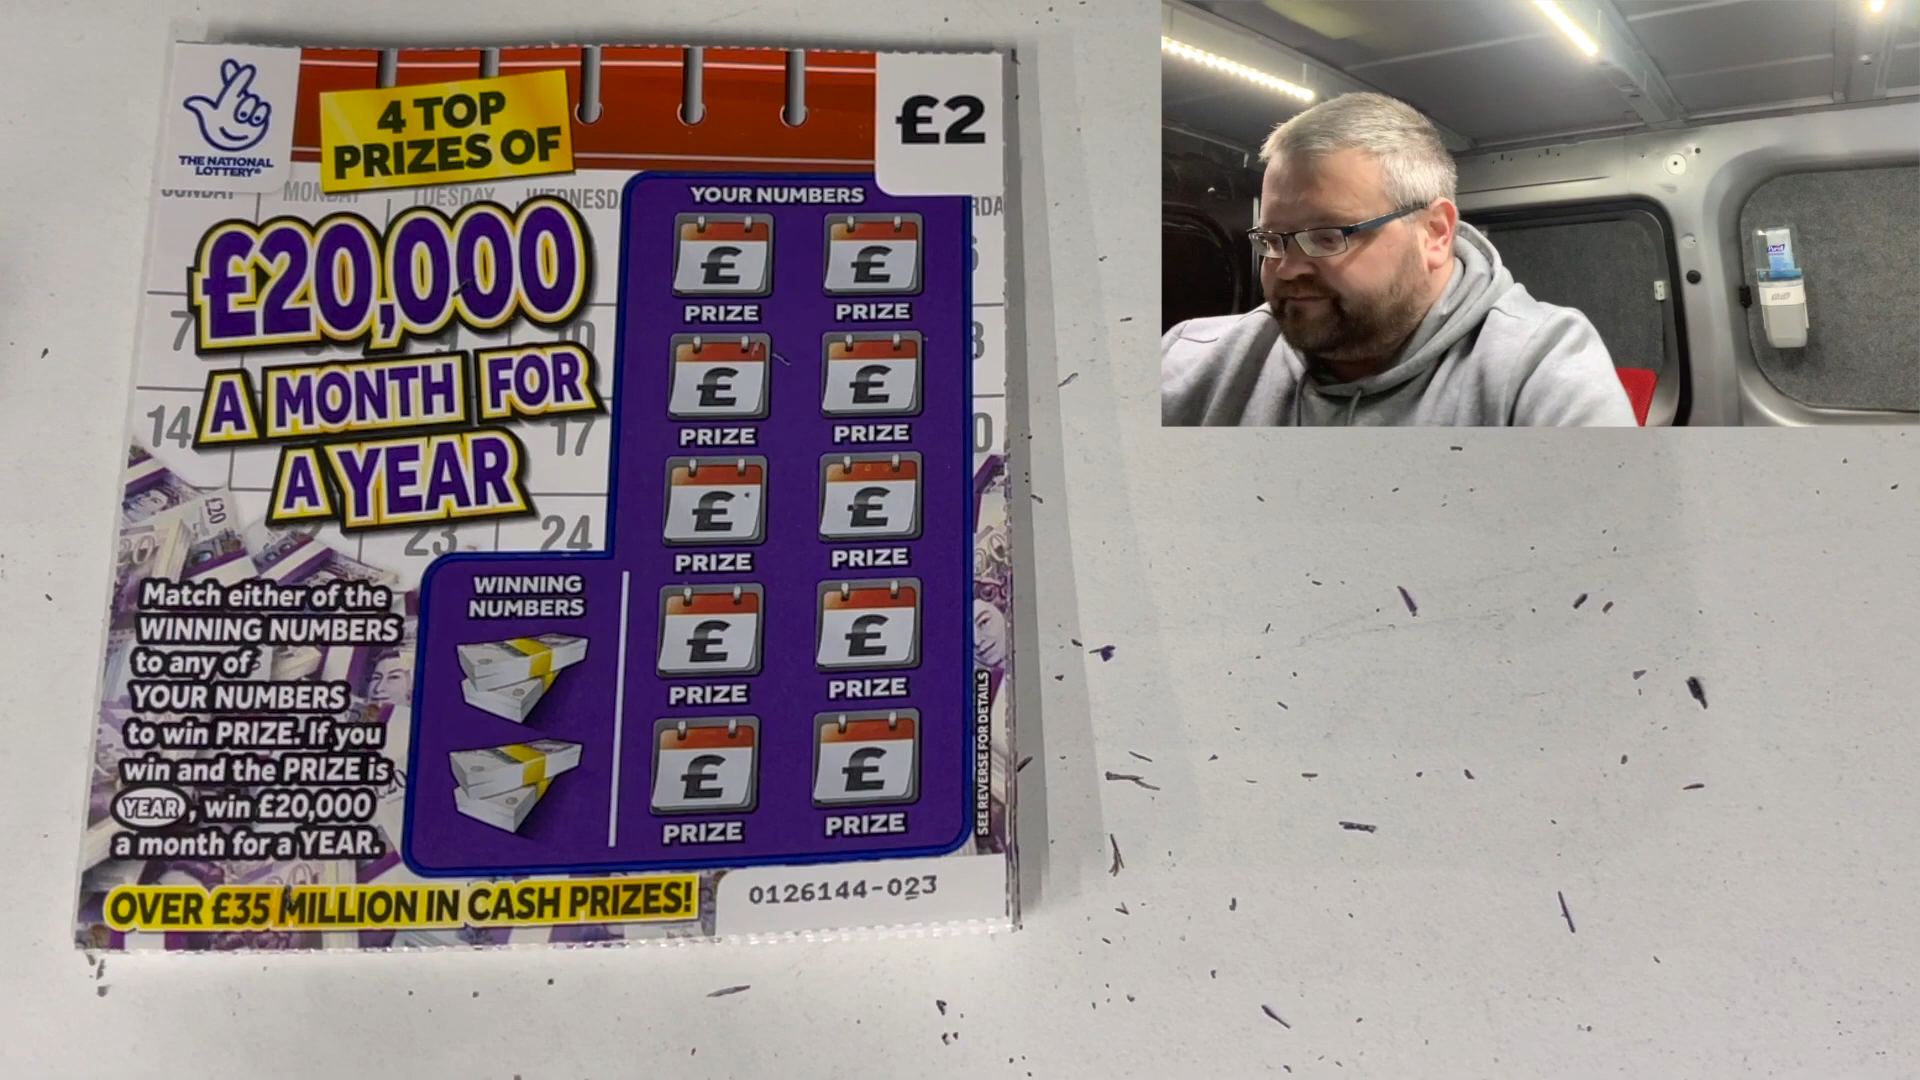 THE NATIONAL
LOTTERY®
4 TOP
PRIZES OF
£2
SUNDAY MONDAY TUESDAY WEDNESD
£20,000
A MONTH FOR
A YEAR
7
14 17
23 24
£20
YOUR NUMBERS
£ £
PRIZE PRIZE
£ £
PRIZE PRIZE
£ £
PRIZE PRIZE
£ £
PRIZE PRIZE
£ £
PRIZE PRIZE
WINNING
NUMBERS
Match either of the
WINNING NUMBERS
to any of
YOUR NUMBERS
to win PRIZE. If you
win and the PRIZE is
YEAR, win £20,000
a month for a YEAR.
SEE REVERSE FOR DETAILS
OVER £35 MILLION IN CASH PRIZES!
0126144-023